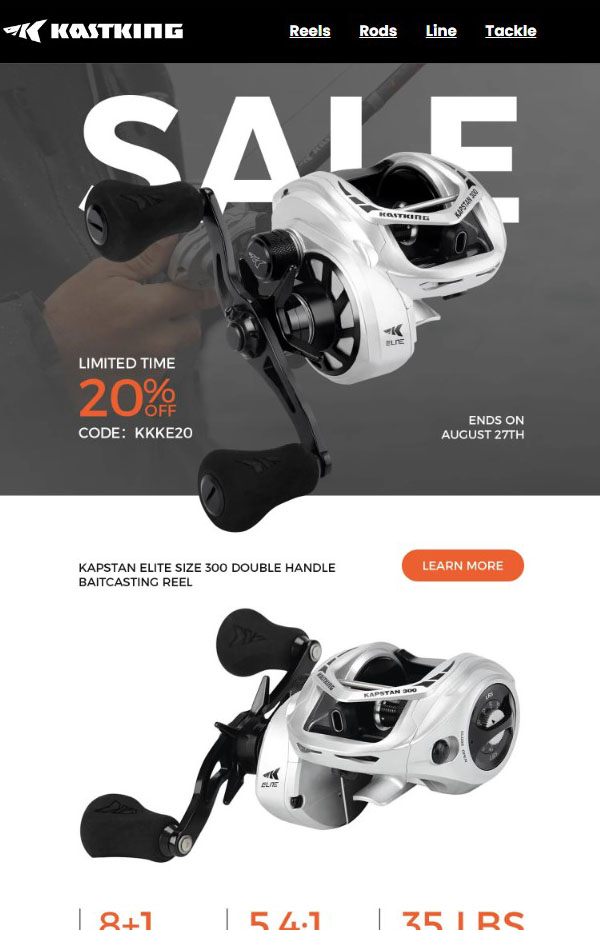 KASTKING
Reels Rods Line Tackle
SALE
KASTKING
KAPSTAN 300
ELITE
LIMITED TIME
20% OFF
CODE: KKKE20
ENDS ON
AUGUST 27TH
KAPSTAN ELITE SIZE 300 DOUBLE HANDLE
BAITCASTING REEL
LEARN MORE
KASTKING
KAPSTAN 300
ELITE
8+1 5.4:1 35 LBS